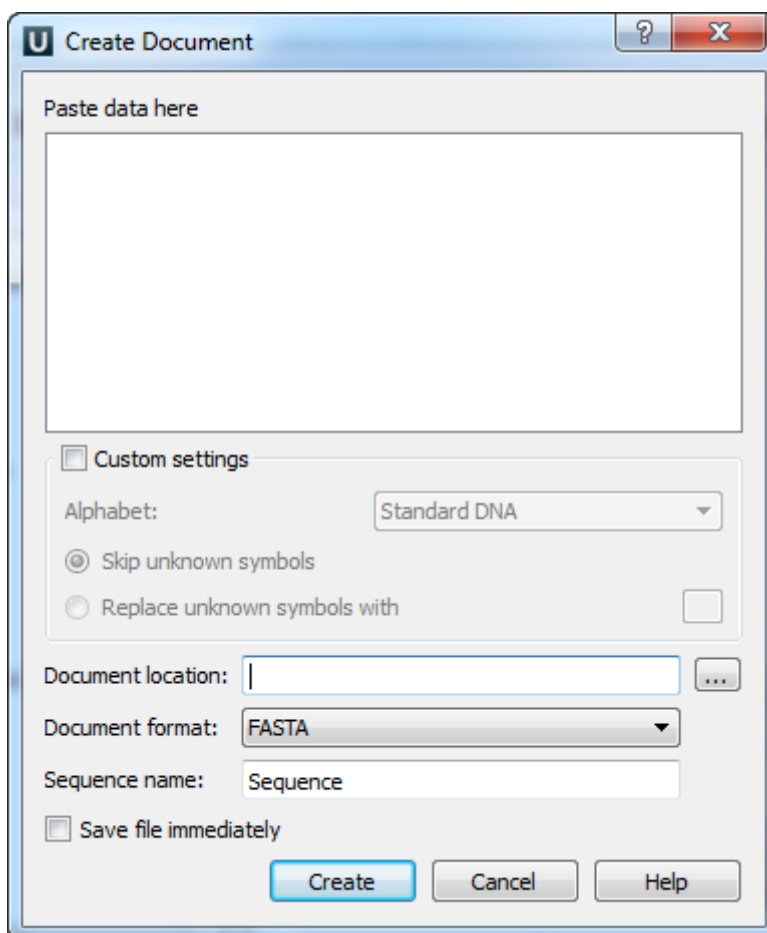 U Create Document ? X
Paste data here
Custom settings
Alphabet: Standard DNA
Skip unknown symbols
Replace unknown symbols with
Document location: ...
Document format: FASTA
Sequence name: Sequence
Save file immediately
Create Cancel Help